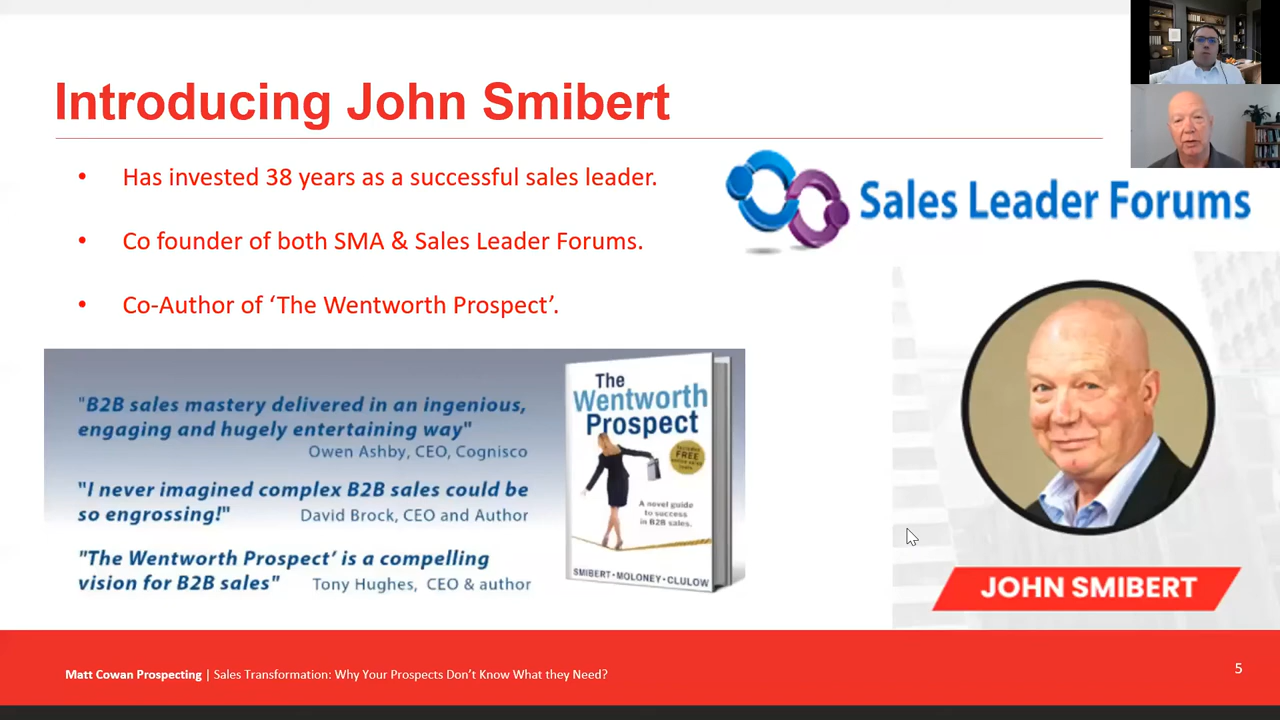 Introducing John Smibert
• Has invested 38 years as a successful sales leader.
• Co founder of both SMA & Sales Leader Forums.
• Co-Author of ‘The Wentworth Prospect’.
Sales Leader Forums
"B2B sales mastery delivered in an ingenious,
engaging and hugely entertaining way"
Owen Ashby, CEO, Cognisco
"I never imagined complex B2B sales could be
so engrossing!"
David Brock, CEO and Author
"The Wentworth Prospect’ is a compelling
vision for B2B sales"
Tony Hughes, CEO & author
The
Wentworth
Prospect
FREE
A novel guide
to success
in B2B sales.
SMIBERT • MOLONEY • CLULOW
JOHN SMIBERT
Matt Cowan Prospecting | Sales Transformation: Why Your Prospects Don’t Know What they Need?
5